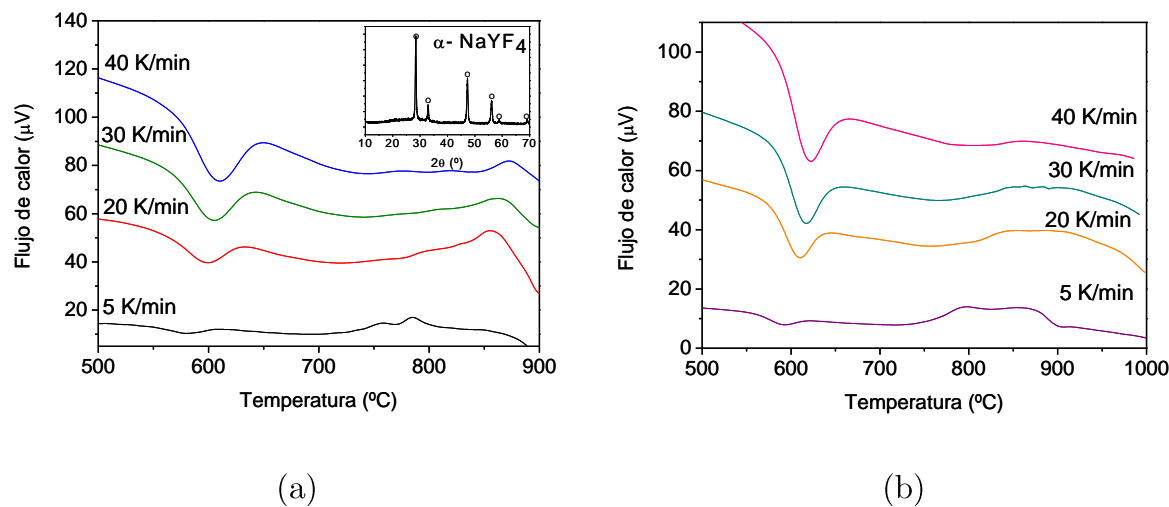 140
120
100
80
60
40
20
500
600
700
800
900
Flujo de calor (μV)
Temperatura (ºC)
40 K/min
30 K/min
20 K/min
5 K/min
α- NaYF4
10 20 30 40 50 60 70
2θ (º)
100
80
60
40
20
0
500
600
700
800
900
1000
Flujo de calor (μV)
Temperatura (ºC)
40 K/min
30 K/min
20 K/min
5 K/min
(a)
(b)